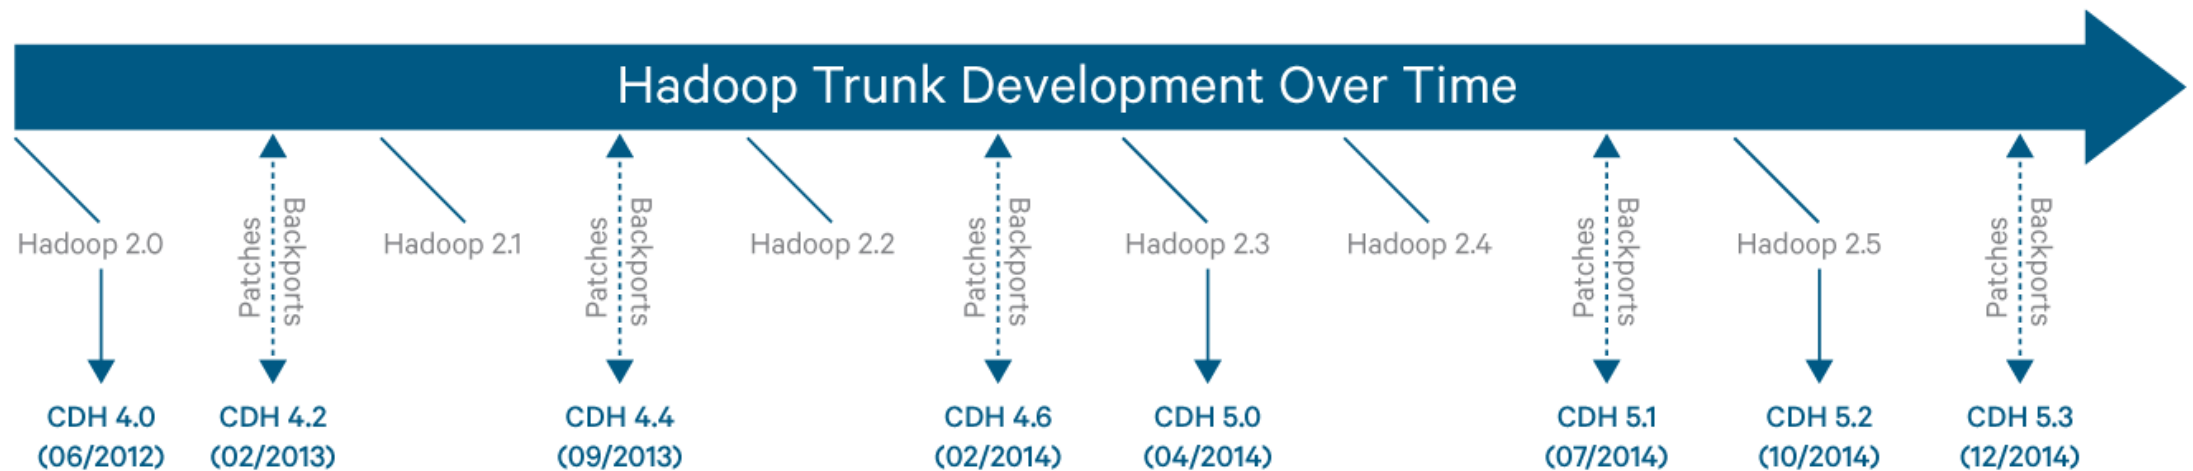 Hadoop Trunk Development Over Time
Hadoop 2.0
Patches
Backports
Hadoop 2.1
Patches
Backports
Hadoop 2.2
Patches
Backports
Hadoop 2.3
Hadoop 2.4
Patches
Backports
Hadoop 2.5
Patches
Backports
CDH 4.0
(06/2012)
CDH 4.2
(02/2013)
CDH 4.4
(09/2013)
CDH 4.6
(02/2014)
CDH 5.0
(04/2014)
CDH 5.1
(07/2014)
CDH 5.2
(10/2014)
CDH 5.3
(12/2014)